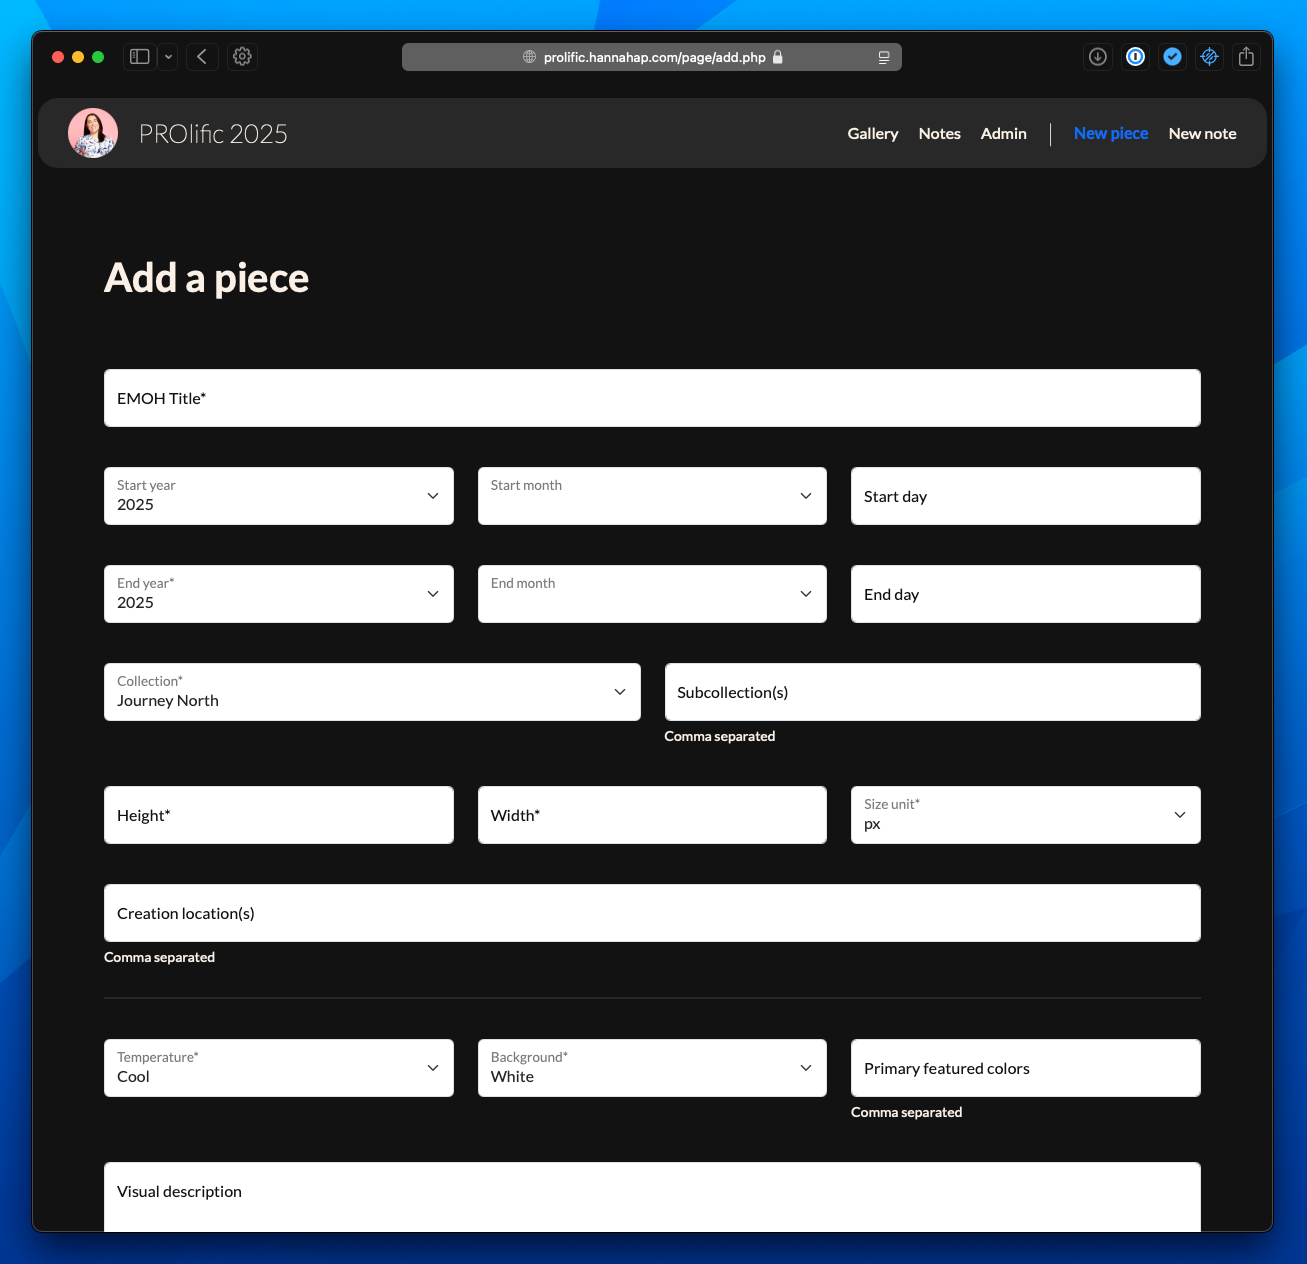 prolific.hannahap.com/page/add.php
PROlific 2025
Gallery Notes Admin New piece New note
Add a piece
EMOH Title*
Start year
2025
Start month
Start day
End year*
2025
End month
End day
Collection*
Journey North
Subcollection(s)
Comma separated
Height*
Width*
Size unit*
px
Creation location(s)
Comma separated
Temperature*
Cool
Background*
White
Primary featured colors
Comma separated
Visual description